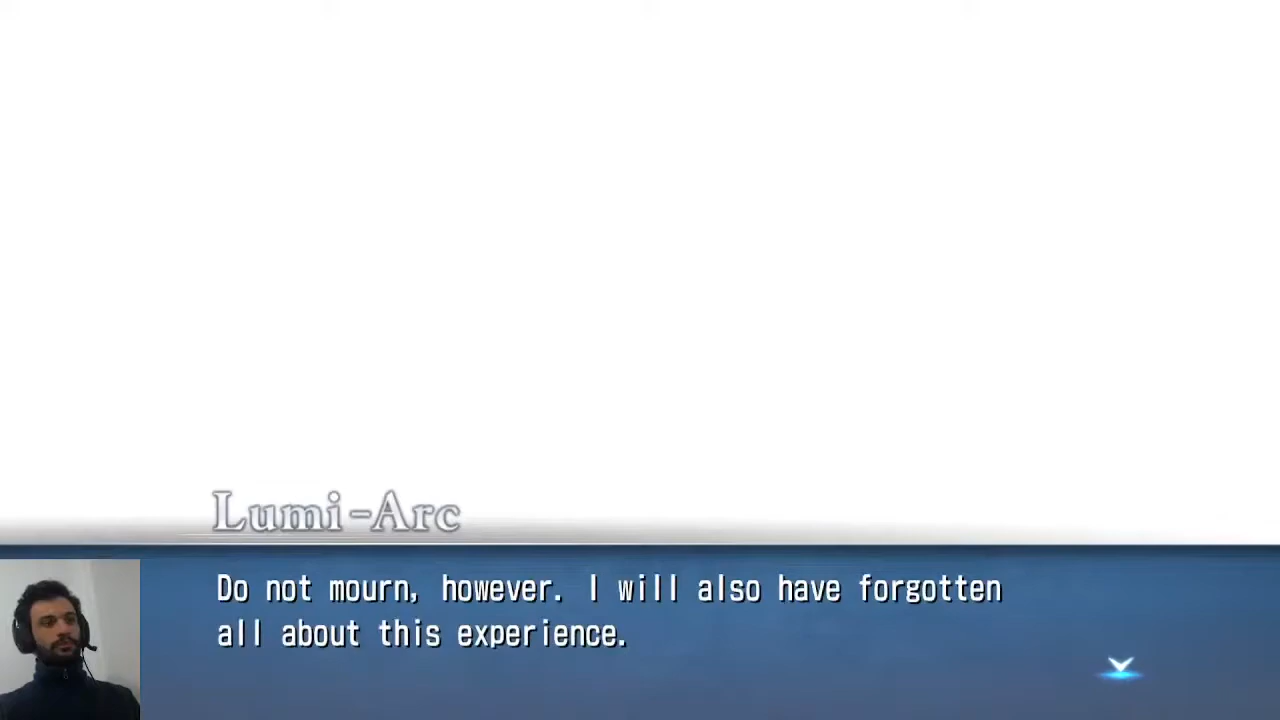 Lumi-Arc
Do not mourn, however. I will also have forgotten
all about this experience.